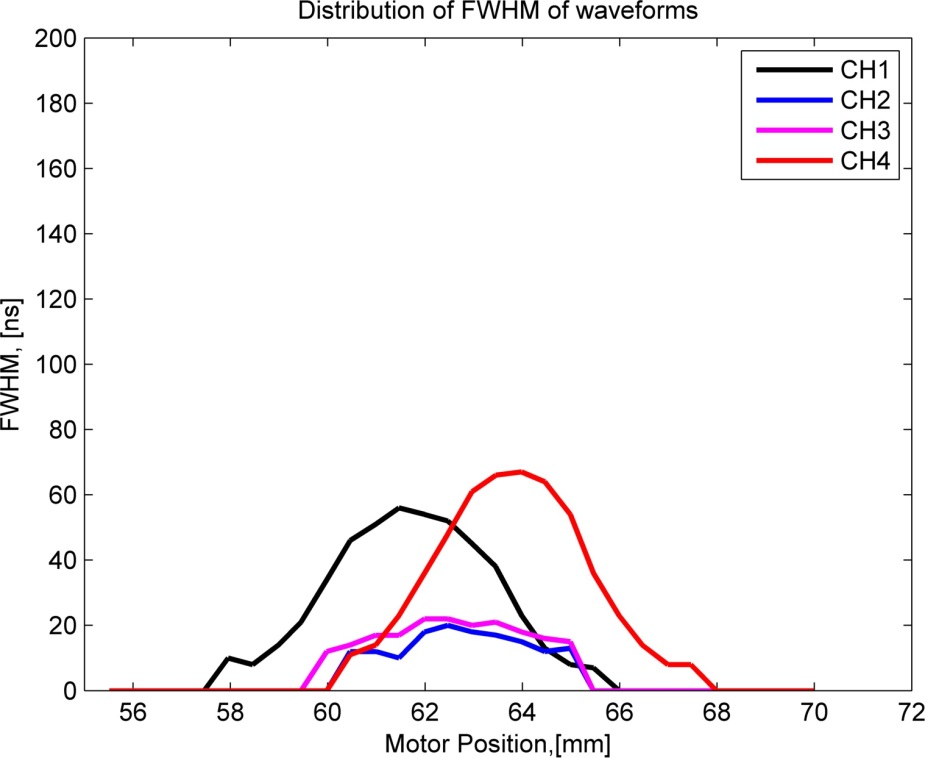 Distribution of FWHM of waveforms
200
180
160
140
120
100
80
60
40
20
0
FWHM, [ns]
CH1
CH2
CH3
CH4
56 58 60 62 64 66 68 70 72
Motor Position,[mm]